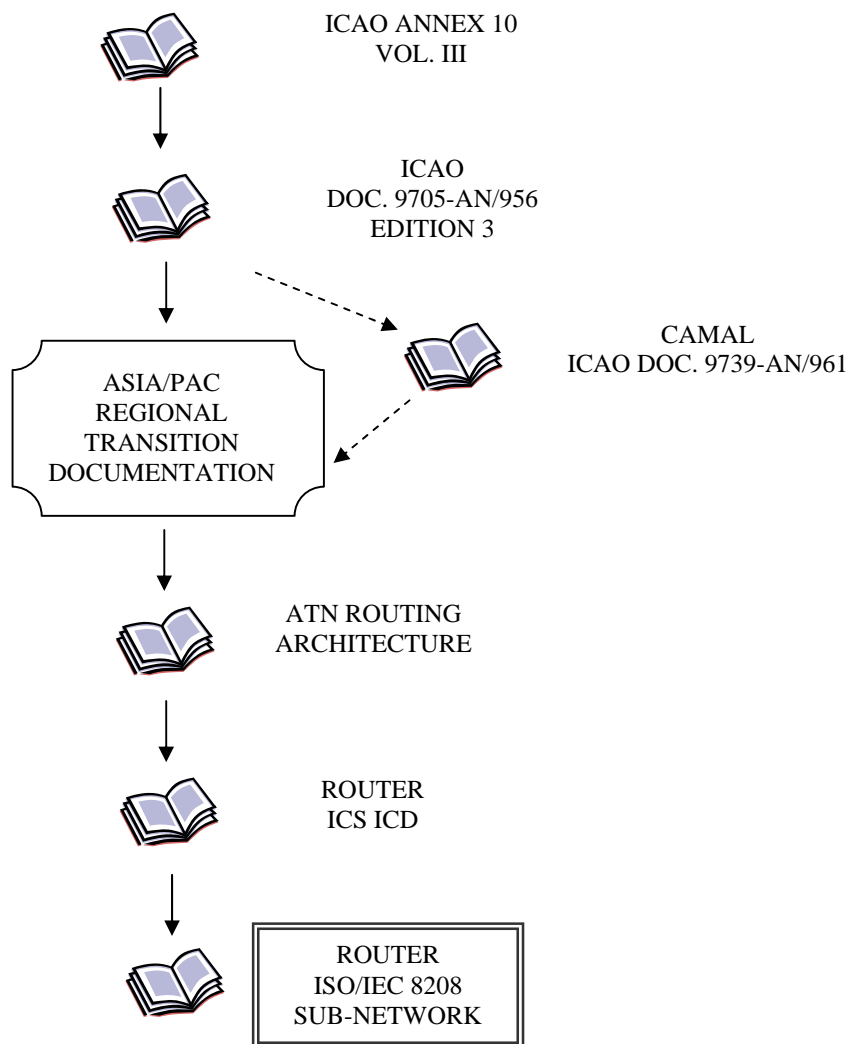 ICAO ANNEX 10
VOL. III
ICAO
DOC. 9705-AN/956
EDITION 3
CAMAL
ICAO DOC. 9739-AN/961
ASIA/PAC
REGIONAL
TRANSITION
DOCUMENTATION
ATN ROUTING
ARCHITECTURE
ROUTER
ICS ICD
ROUTER
ISO/IEC 8208
SUB-NETWORK